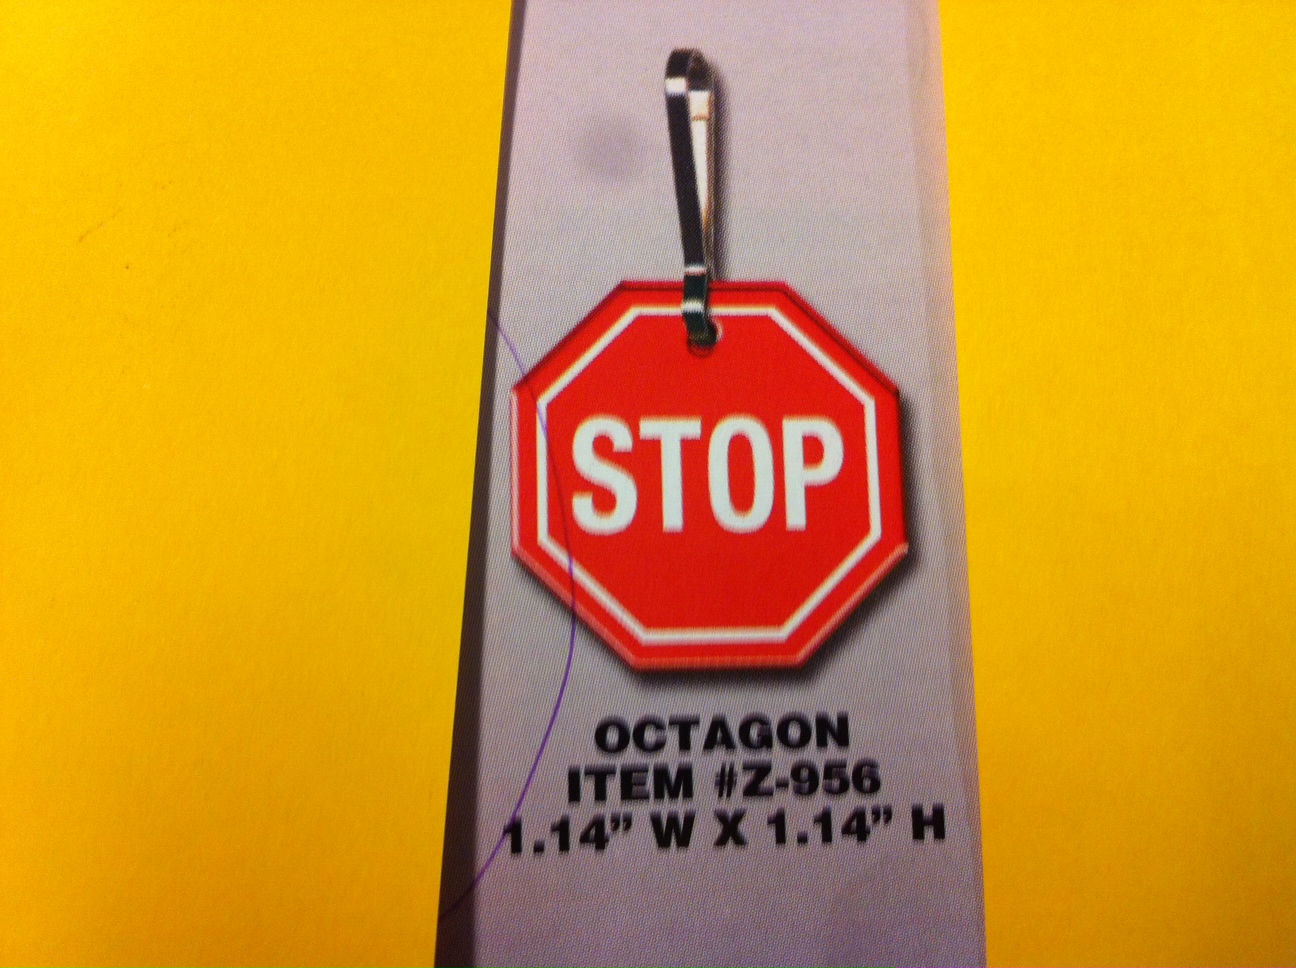 STOP
OCTAGON
ITEM #Z-956
1.14” W X 1.14” H